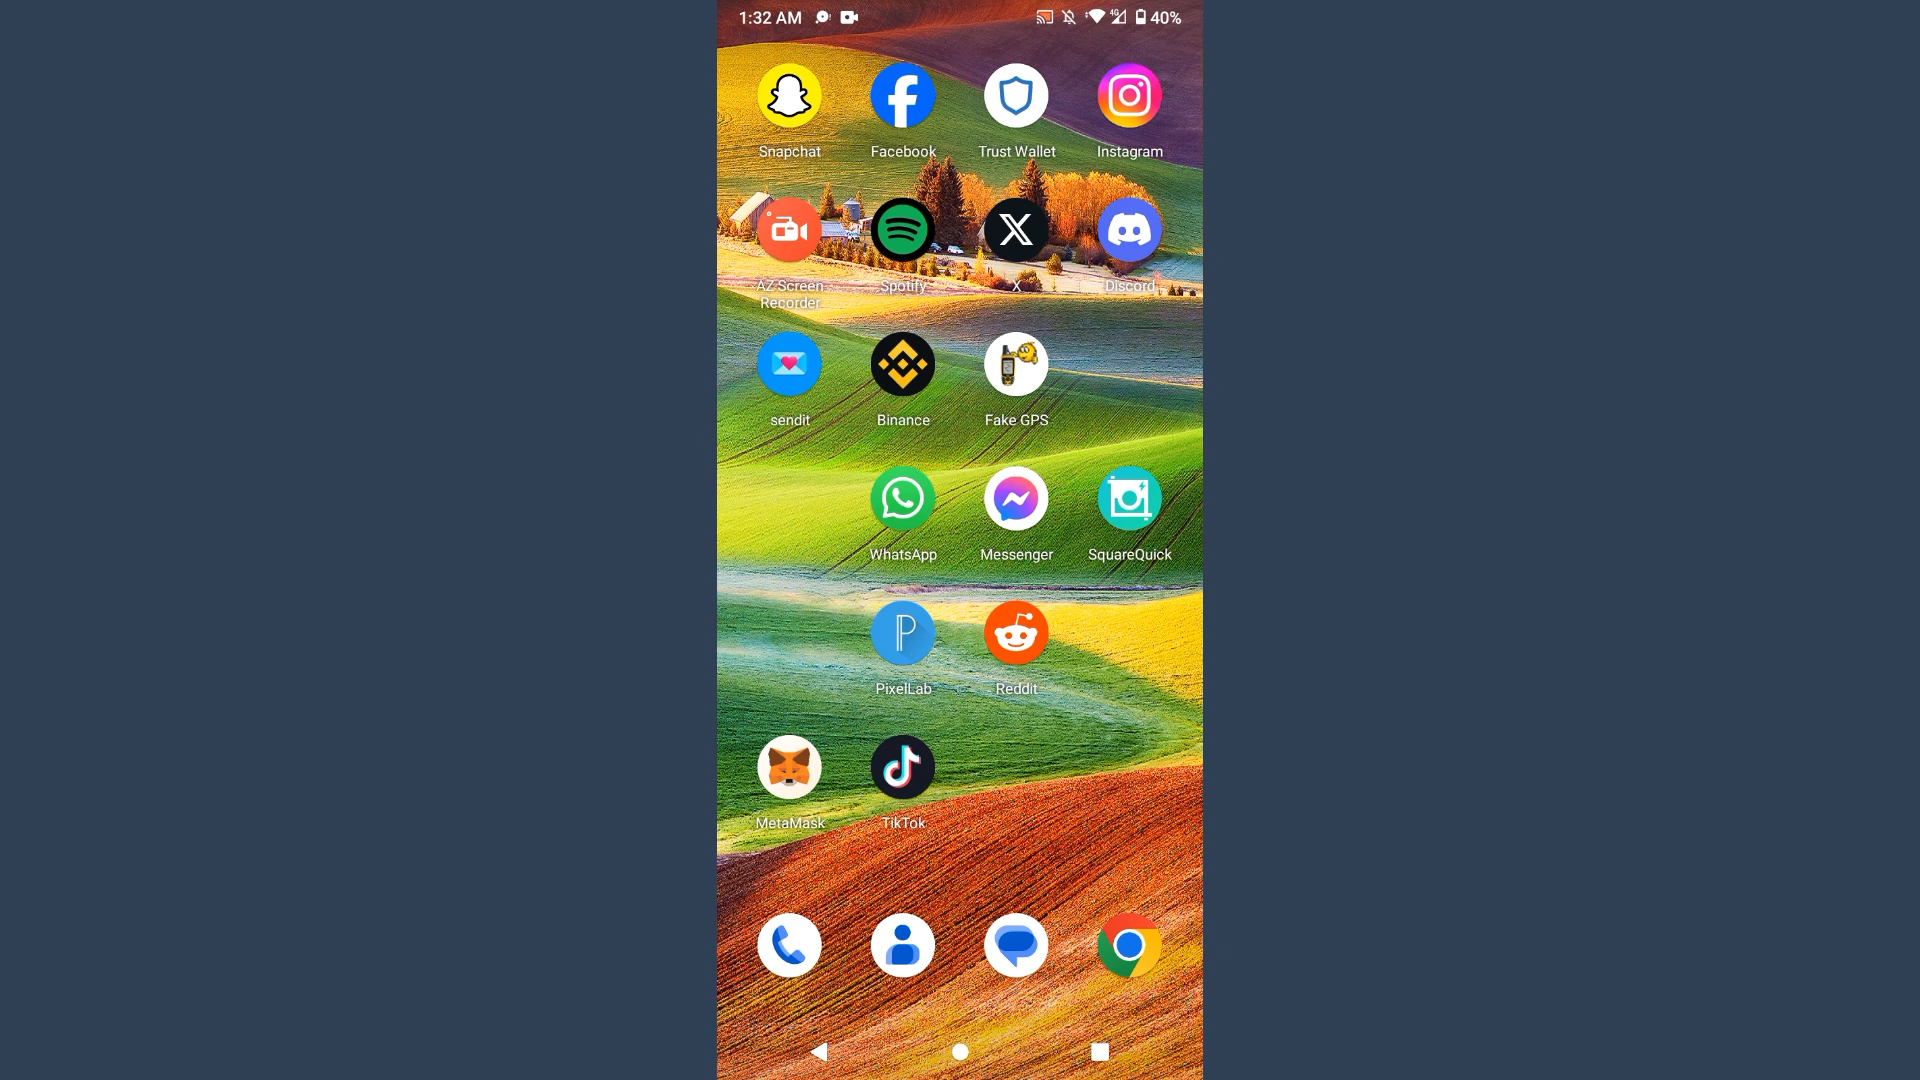 1:32 AM
4G
40%
Snapchat
Facebook
Trust Wallet
Instagram
AZ Screen
Recorder
Spotify
X
Discord
sendit
Binance
Fake GPS
WhatsApp
Messenger
SquareQuick
PixelLab
Reddit
MetaMask
TikTok